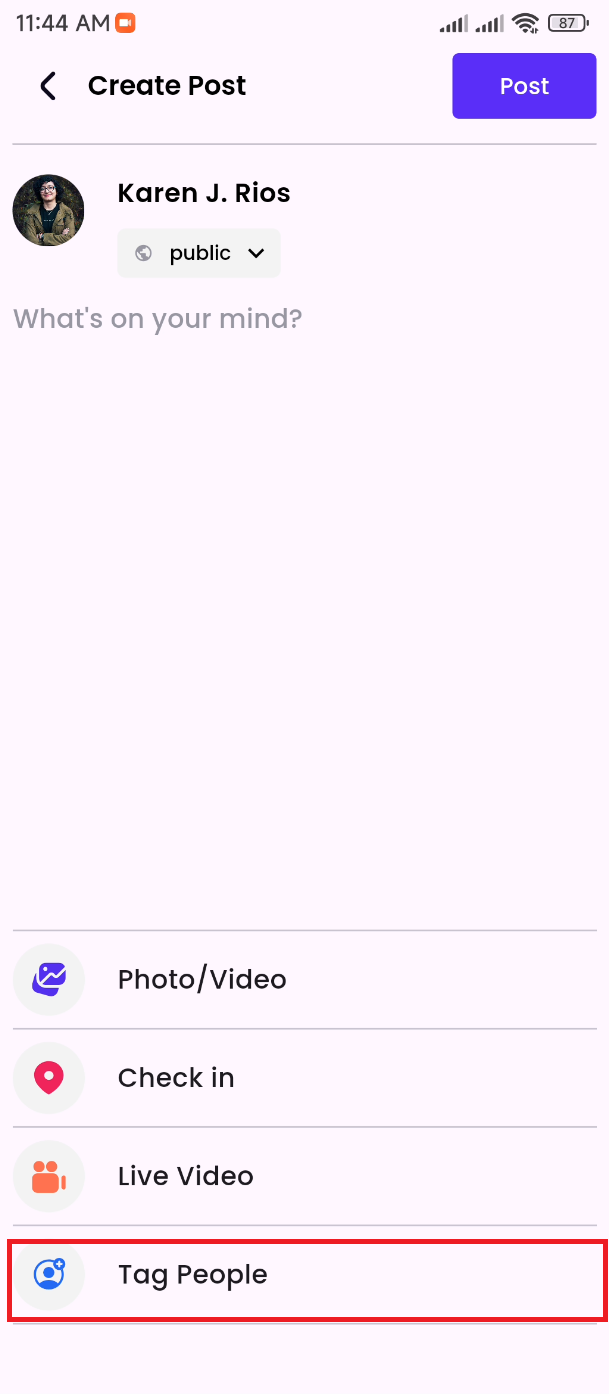 11:44 AM 87
Create Post
Post
Karen J. Rios
public
What's on your mind?
Photo/Video
Check in
Live Video
Tag People